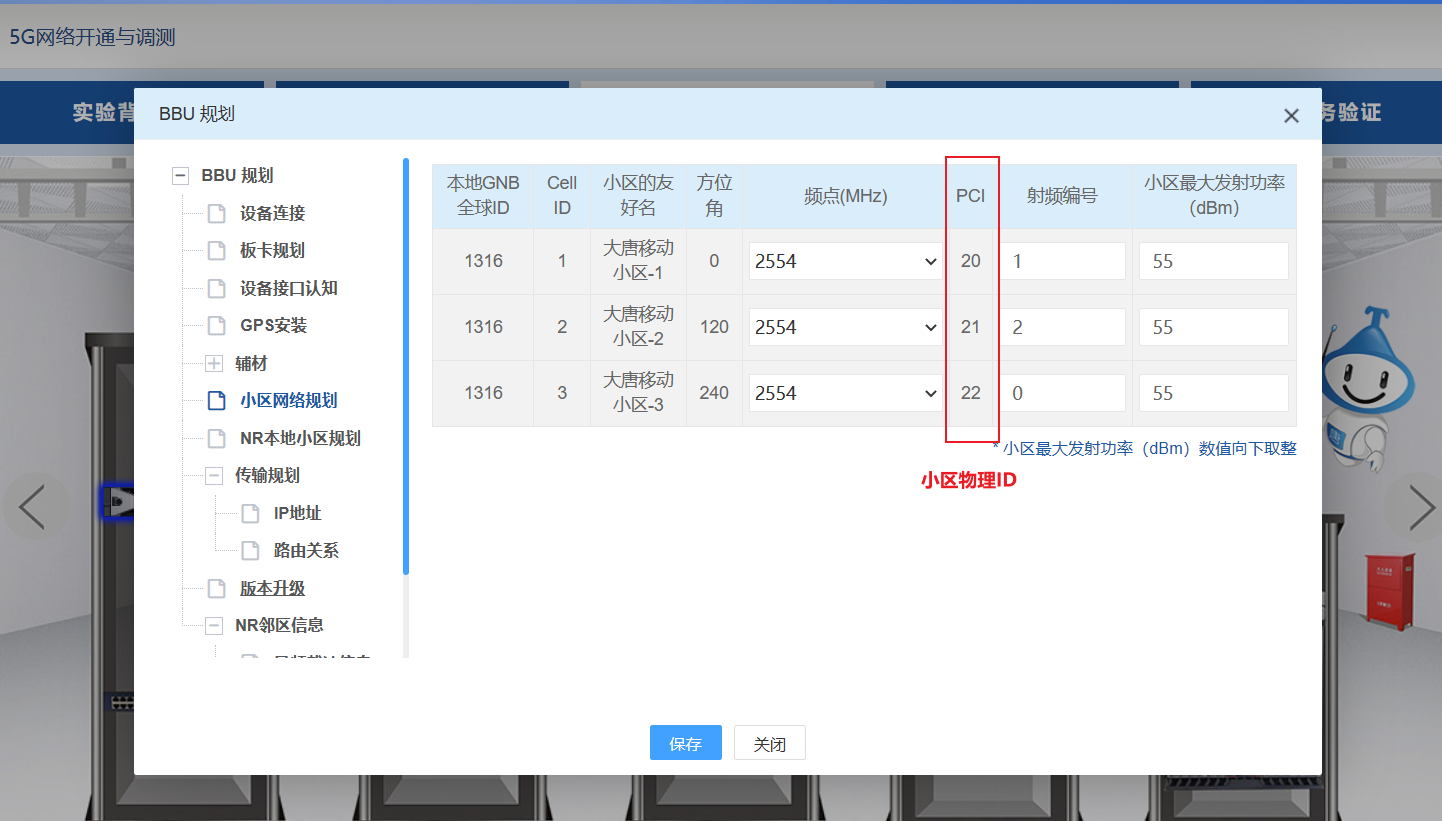 5G网络开通与调测
实验背
务验证
BBU 规划
BBU 规划
设备连接
板卡规划
设备接口认知
GPS安装
辅材
小区网络规划
NR本地小区规划
传输规划
IP地址
路由关系
版本升级
NR邻区信息
本地GNB
全球ID
Cell
ID
小区的友
好名
方位
角
频点(MHz)
PCI
射频编号
小区最大发射功率
(dBm)
1316
1
大唐移动
小区-1
0
2554
20
1
55
1316
2
大唐移动
小区-2
120
2554
21
2
55
1316
3
大唐移动
小区-3
240
2554
22
0
55
* 小区最大发射功率（dBm）数值向下取整
小区物理ID
保存
关闭